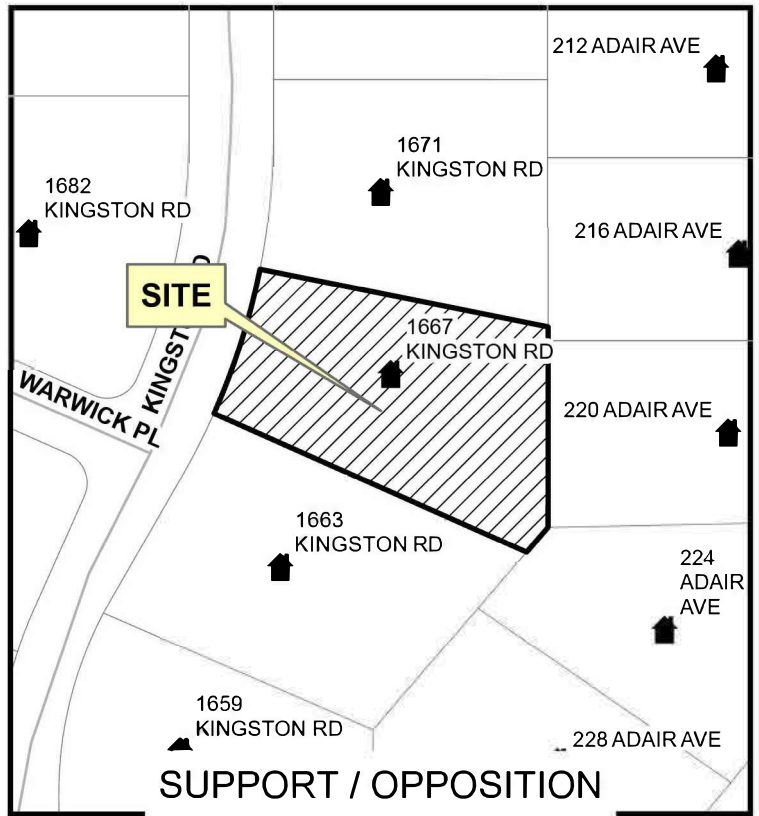 212 ADAIR AVE
1671
KINGSTON RD
1682
KINGSTON RD
216 ADAIR AVE
SITE
1667
KINGSTON RD
WARWICK PL
220 ADAIR AVE
1663
KINGSTON RD
224
ADAIR
AVE
1659
KINGSTON RD
228 ADAIR AVE
SUPPORT / OPPOSITION